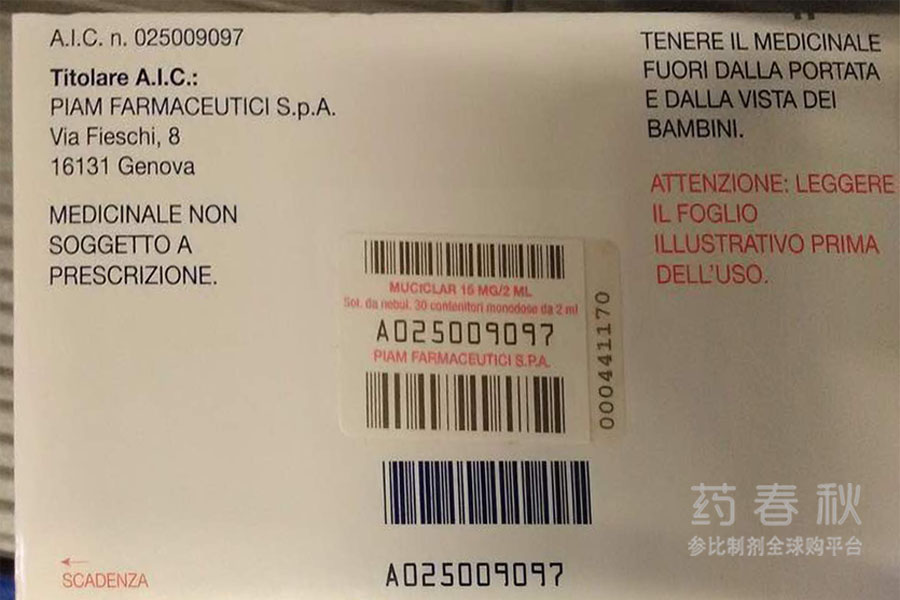 A.I.C. n. 025009097
Titolare A.I.C.:
PIAM FARMACEUTICI S.p.A.
Via Fieschi, 8
16131 Genova
MEDICINALE NON
SOGGETTO A
PRESCRIZIONE.
TENERE IL MEDICINALE
FUORI DALLA PORTATA
E DALLA VISTA DEI
BAMBINI.
ATTENZIONE: LEGGERE
IL FOGLIO
ILLUSTRATIVO PRIMA
DELL'USO.
MUCICLAR 15 MG/2 ML
Sol. da nebul. 30 contenitori monodose da 2 ml
A025009097
PIAM FARMACEUTICI S.P.A.
000441170
A025009097
SCADENZA
药春秋
参比制剂全球购平台